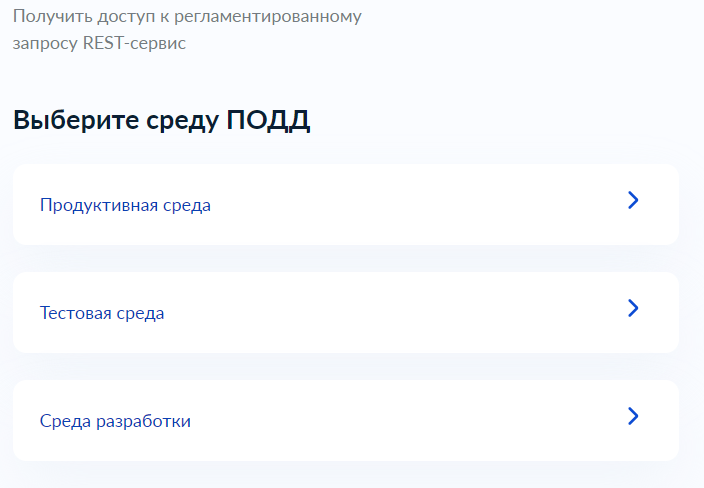 Получить доступ к регламентированному
запросу REST-сервис
Выберите среду ПОДД
Продуктивная среда
Тестовая среда
Среда разработки